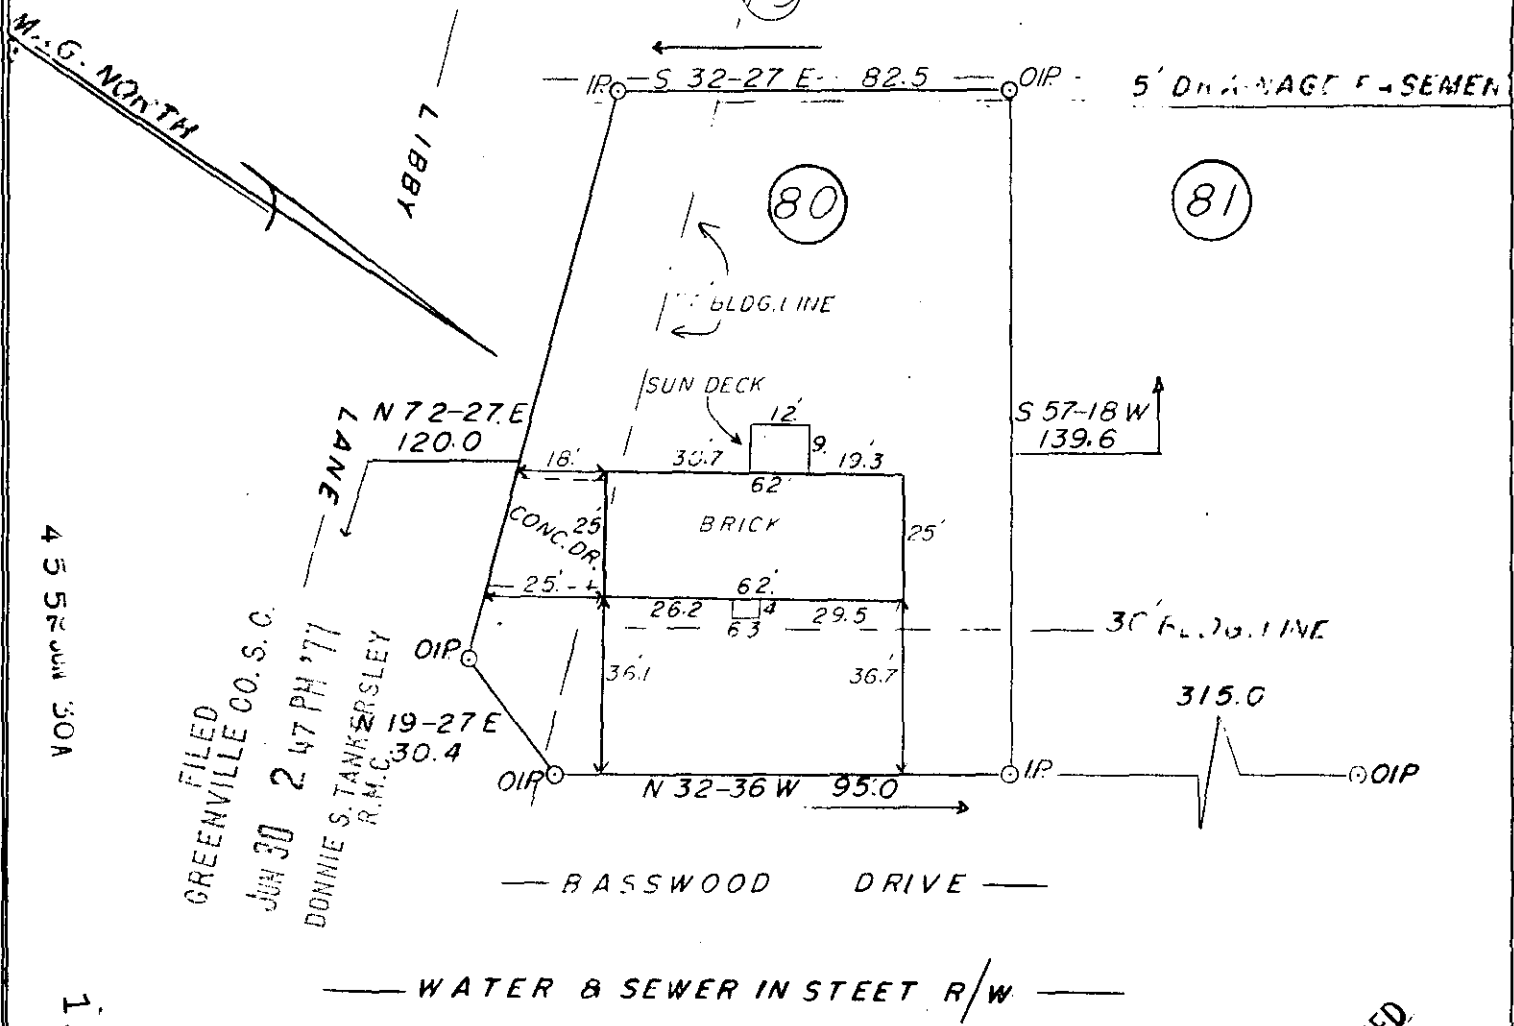 NORTH
IP. S 32-27 E 82.5 OIP
LIBBY
80
81
BLDG. LINE
SUN DECK
12'
9.
N 72-27. E
120.0
S 57-18 W
139.6
LANE
18'
30.7'
19.3'
62'
CONC. DR.
25'
BRICK
25'
25'
62'
26.2
4
29.5
63
OIP.
36.1'
36.7'
315.0
19-27 E
30.4
OIP.
N 32-36 W 95.0
I.P.
OIP
FILED
GREENVILLE CO. S. C.
JUN 30 2 47 PH '77
DONNIE S. TANKERSLEY
R.M.C.
BASSWOOD DRIVE
WATER & SEWER IN STEET R/W